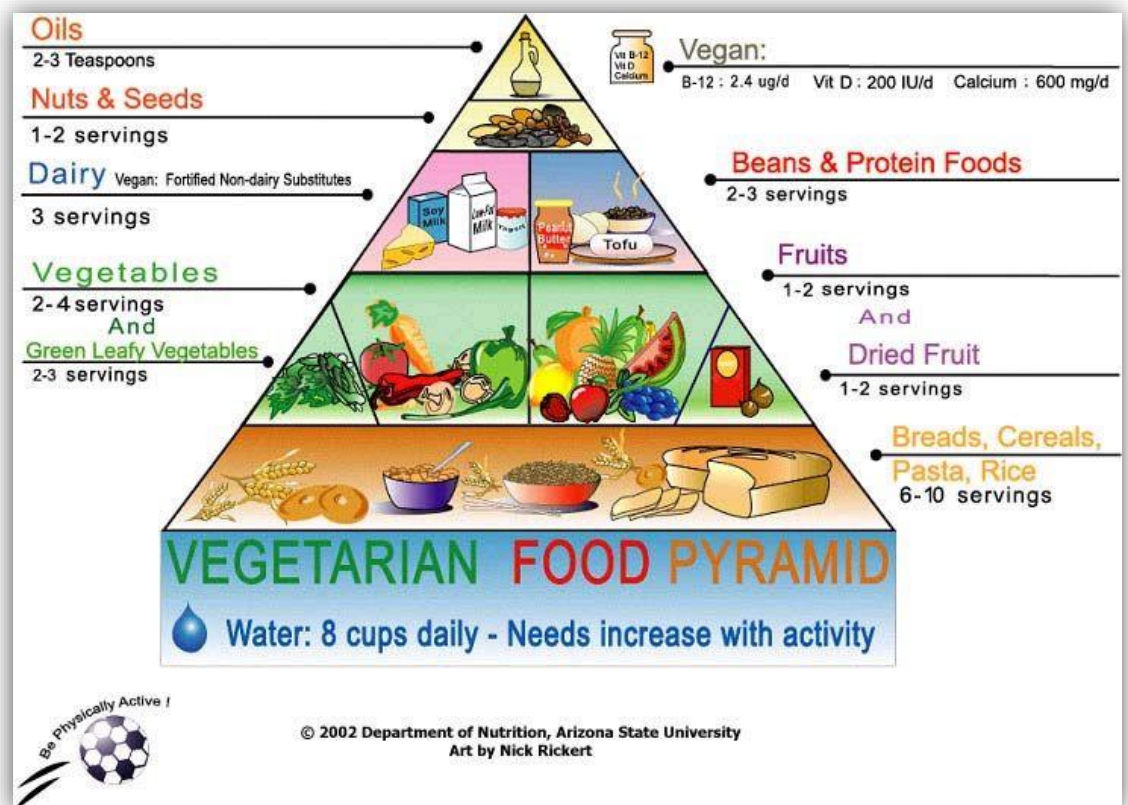 Oils
2-3 Teaspoons
Nuts & Seeds
1-2 servings
Dairy Vegan: Fortified Non-dairy Substitutes
3 servings
Vegetables
2-4 servings
And
Green Leafy Vegetables
2-3 servings
Vit B-12
Vit D
Calcium
Vegan:
B-12 : 2.4 ug/d Vit D : 200 IU/d Calcium : 600 mg/d
Beans & Protein Foods
2-3 servings
Fruits
1-2 servings
And
Dried Fruit
1-2 servings
Breads, Cereals,
Pasta, Rice
6-10 servings
Soy
Milk
Low-Fat
Milk
Yogurt
Peanut
Butter
Tofu
VEGETARIAN FOOD PYRAMID
Water: 8 cups daily - Needs increase with activity
Be Physically Active !
© 2002 Department of Nutrition, Arizona State University
Art by Nick Rickert